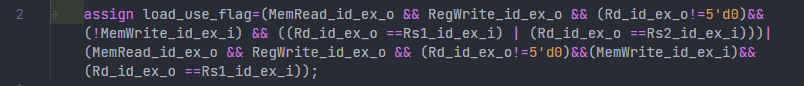 2 assign load_use_flag=(MemRead_id_ex_o && RegWrite_id_ex_o && (Rd_id_ex_o!=5'd0)&&
(!MemWrite_id_ex_i) && ((Rd_id_ex_o ==Rs1_id_ex_i) | (Rd_id_ex_o ==Rs2_id_ex_i)))|
(MemRead_id_ex_o && RegWrite_id_ex_o && (Rd_id_ex_o!=5'd0)&&(MemWrite_id_ex_i)&&
(Rd_id_ex_o ==Rs1_id_ex_i));